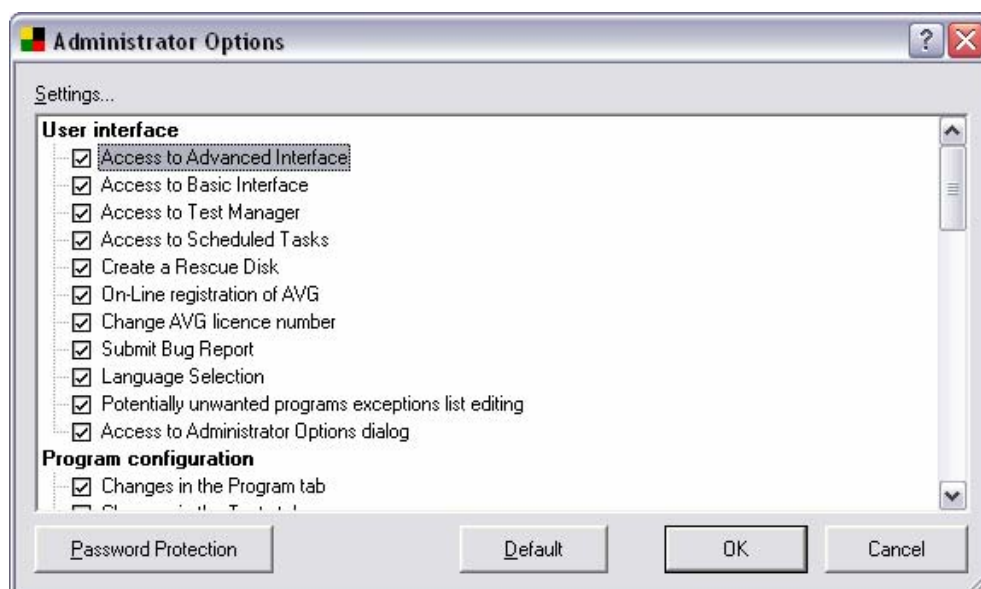 Administrator Options
Settings...
User interface
Access to Advanced Interface
Access to Basic Interface
Access to Test Manager
Access to Scheduled Tasks
Create a Rescue Disk
On-Line registration of AVG
Change AVG licence number
Submit Bug Report
Language Selection
Potentially unwanted programs exceptions list editing
Access to Administrator Options dialog
Program configuration
Changes in the Program tab
Password Protection Default OK Cancel